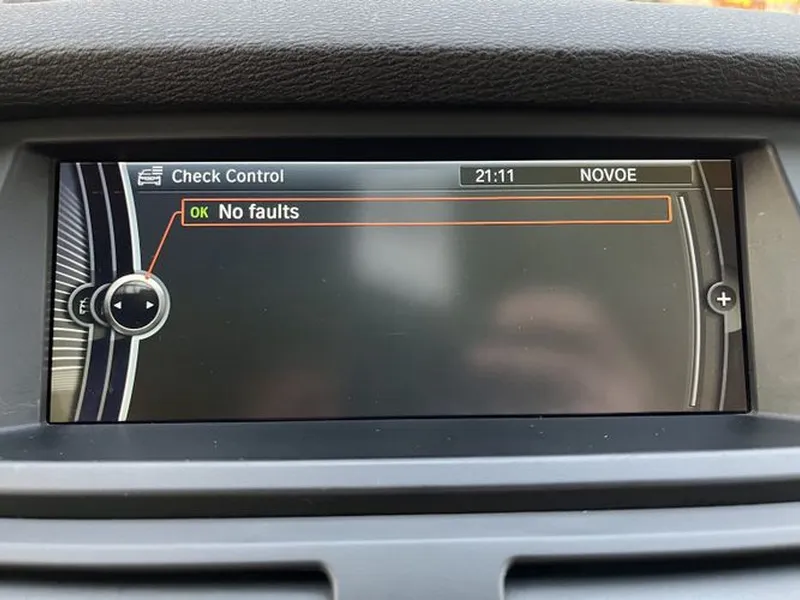 Check Control 21:11 NOVOE
OK No faults